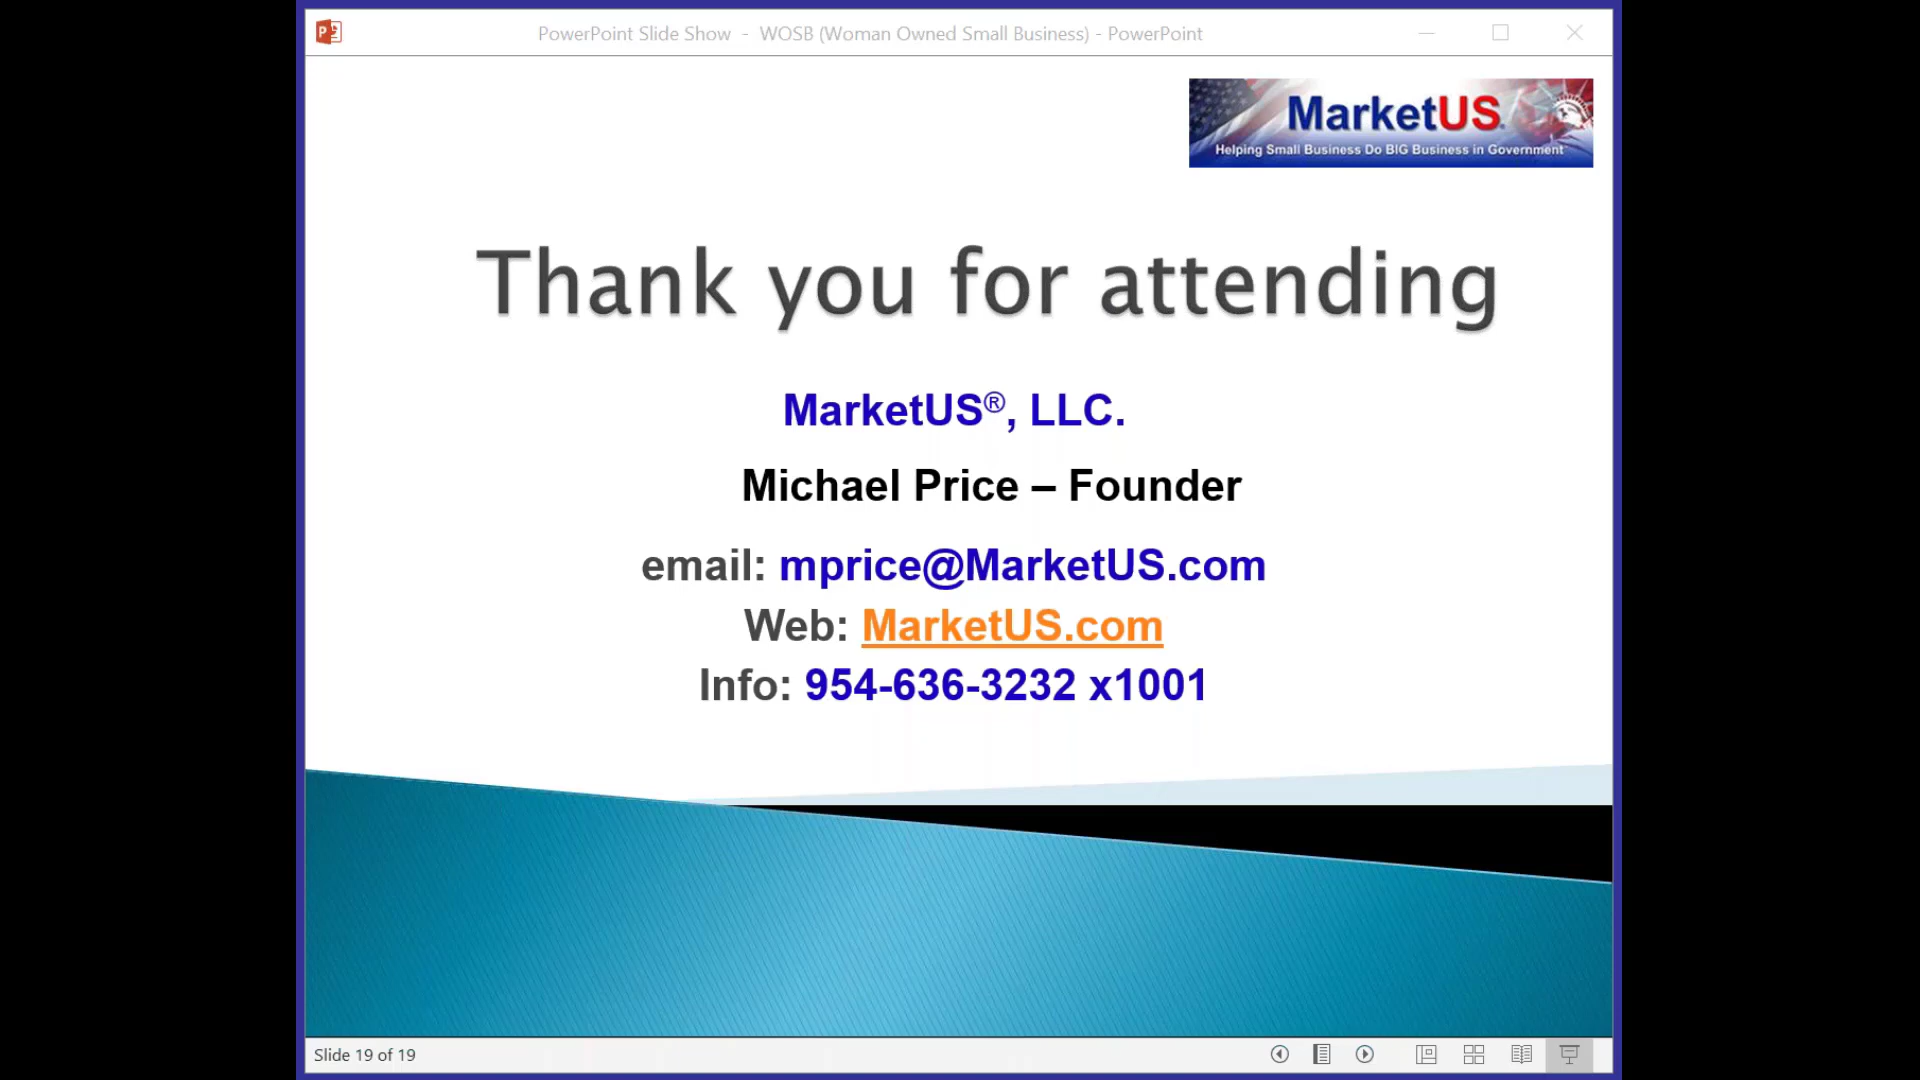 PowerPoint Slide Show - WOSB (Woman Owned Small Business) - PowerPoint
MarketUS
Helping Small Business Do BIG Business in Government
Thank you for attending
MarketUS®, LLC.
Michael Price – Founder
email: mprice@MarketUS.com
Web: MarketUS.com
Info: 954-636-3232 x1001
Slide 19 of 19